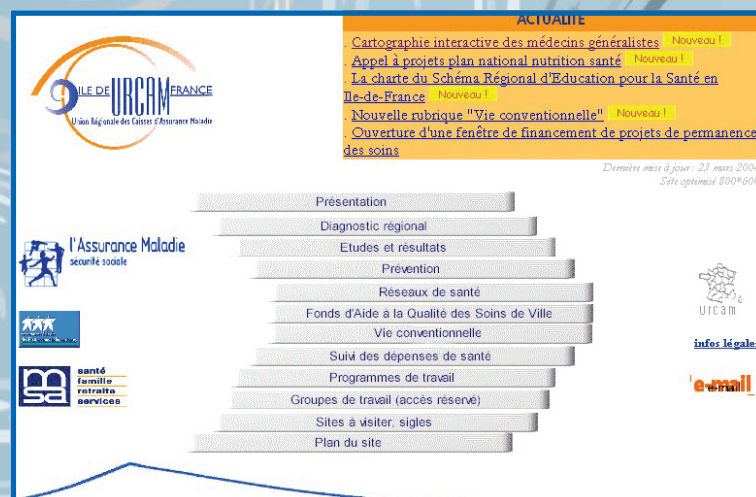 ACTUALITE
. Cartographie interactive des médecins généralistes Nouveau !
. Appel à projets plan national nutrition santé Nouveau !
. La charte du Schéma Régional d'Education pour la Santé en
Ile-de-France Nouveau !
. Nouvelle rubrique "Vie conventionnelle" Nouveau !
. Ouverture d'une fenêtre de financement de projets de permanence
des soins
ILE DE URCAM FRANCE
Union Régionale des Caisses d'Assurance Maladie
Dernière mise à jour : 23 mars 2004
Site optimisé 800*600
Présentation
Diagnostic régional
Etudes et résultats
Prévention
Réseaux de santé
Fonds d'Aide à la Qualité des Soins de Ville
Vie conventionnelle
Suivi des dépenses de santé
Programmes de travail
Groupes de travail (accès réservé)
Sites à visiter, sigles
Plan du site
l'Assurance Maladie
sécurité sociale
msa
santé
famille
retraite
services
urcam
infos légales
e-mail